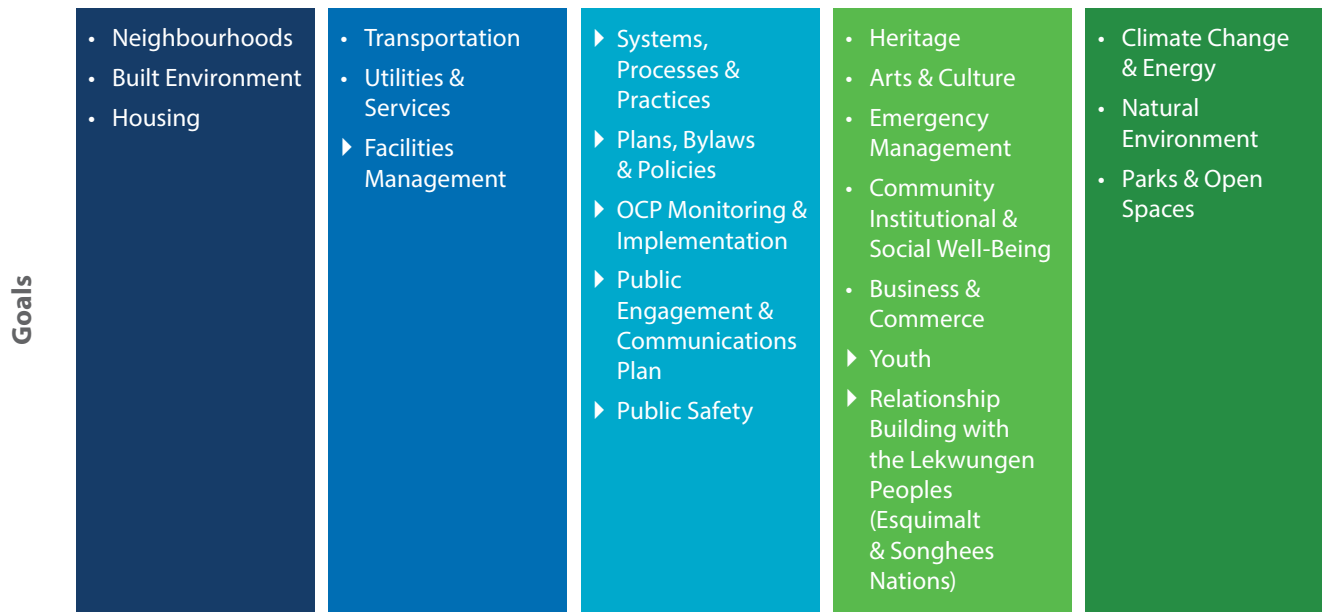 Goals
• Neighbourhoods
• Built Environment
• Housing
• Transportation
• Utilities &
Services
▶ Facilities
Management
▶ Systems,
Processes &
Practices
▶ Plans, Bylaws
& Policies
▶ OCP Monitoring &
Implementation
▶ Public
Engagement &
Communications
Plan
▶ Public Safety
• Heritage
• Arts & Culture
• Emergency
Management
• Community
Institutional &
Social Well-Being
• Business &
Commerce
▶ Youth
▶ Relationship
Building with
the Lekwungen
Peoples
(Esquimalt
& Songhees
Nations)
• Climate Change
& Energy
• Natural
Environment
• Parks & Open
Spaces